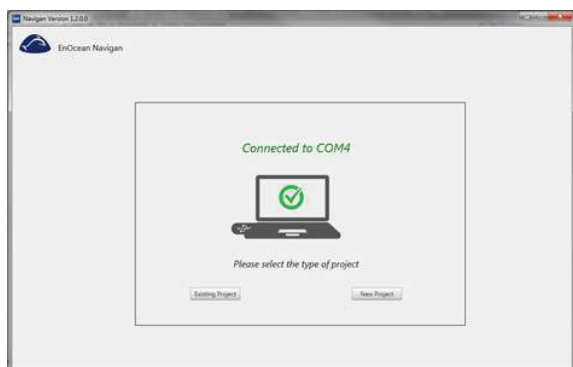 Navigan Version 1.2.0.0
EnOcean Navigan
Connected to COM4
Please select the type of project
Existing Project
New Project